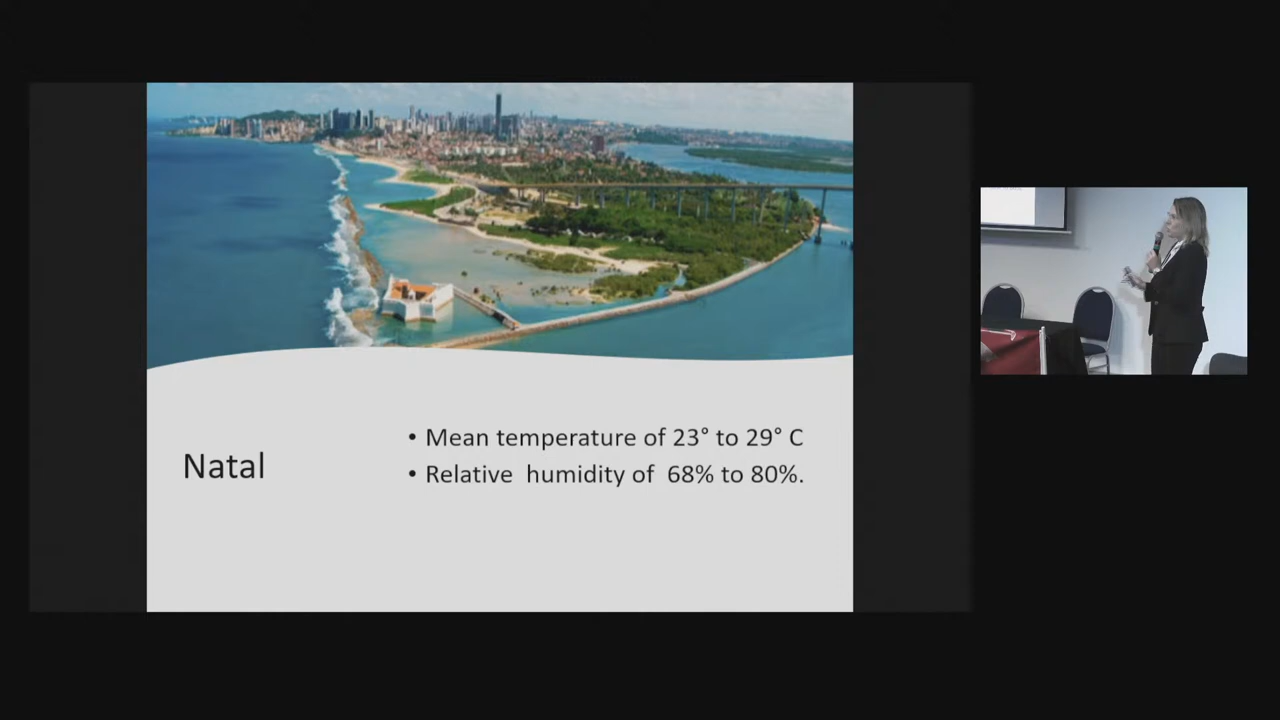 Natal
• Mean temperature of 23° to 29° C
• Relative humidity of 68% to 80%.